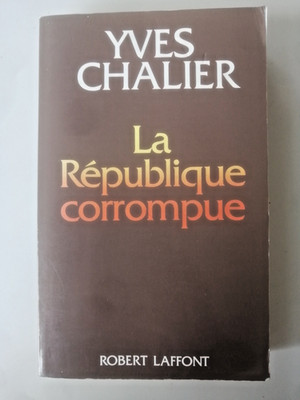 YVES
CHALIER
La
République
corrompue
ROBERT LAFFONT